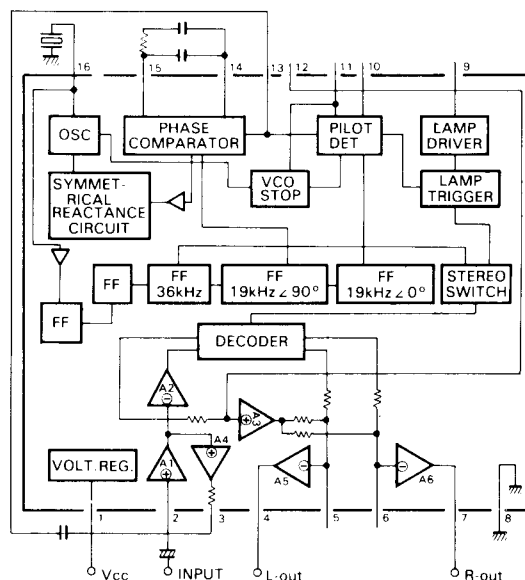 16 15 14 13 12 11 10 9
OSC
PHASE
COMPARATOR
PILOT
DET
LAMP
DRIVER
SYMMET-
RICAL
REACTANCE
CIRCUIT
VCO
STOP
LAMP
TRIGGER
FF
FF
FF
36kHz
FF
19kHz∠90°
FF
19kHz∠0°
STEREO
SWITCH
DECODER
A2
⊖
⊕
A3
A4
⊕
VOLT. REG.
A1
⊕
⊖
A5
⊖
A6
1 2 3 4 5 6 7 8
Vcc INPUT L-out R-out